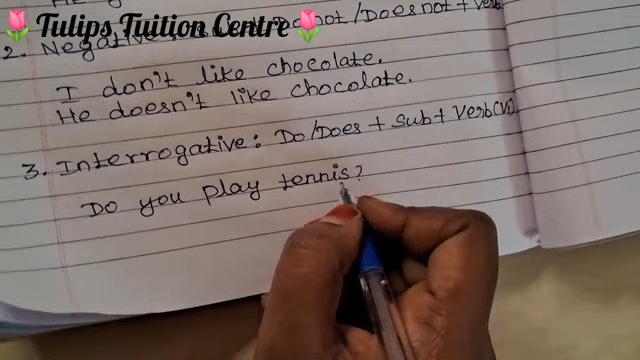 He
🌷Tulips Tuition Centre🌷
2. Negative: not/Does not + Verb
I don't like chocolate.
He doesn't like chocolate.
3. Interrogative: Do/Does + Sub + Verb(V1)
Do you play tennis?